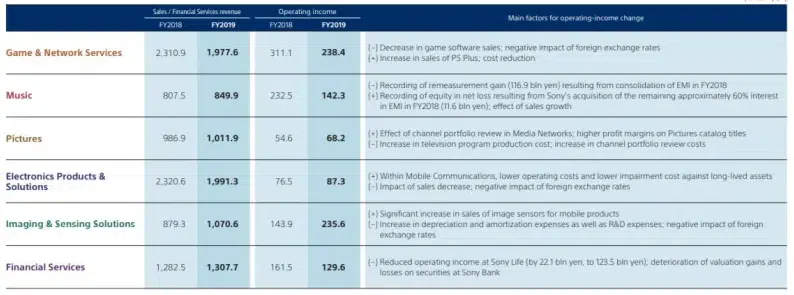 Sales / Financial Services revenue Operating income Main factors for operating-income change
FY2018 FY2019 FY2018 FY2019
Game & Network Services 2,310.9 1,977.6 311.1 238.4
(−) Decrease in game software sales; negative impact of foreign exchange rates
(+) Increase in sales of PS Plus; cost reduction
Music 807.5 849.9 232.5 142.3
(−) Recording of remeasurement gain (116.9 bln yen) resulting from consolidation of EMI in FY2018
(+) Recording of equity in net loss resulting from Sony's acquisition of the remaining approximately 60% interest
in EMI in FY2018 (11.6 bln yen); effect of sales growth
Pictures 986.9 1,011.9 54.6 68.2
(+) Effect of channel portfolio review in Media Networks; higher profit margins on Pictures catalog titles
(−) Increase in television program production cost; increase in channel portfolio review costs
Electronics Products &
Solutions 2,320.6 1,991.3 76.5 87.3
(+) Within Mobile Communications, lower operating costs and lower impairment cost against long-lived assets
(−) Impact of sales decrease; negative impact of foreign exchange rates
Imaging & Sensing Solutions 879.3 1,070.6 143.9 235.6
(+) Significant increase in sales of image sensors for mobile products
(−) Increase in depreciation and amortization expenses as well as R&D expenses; negative impact of foreign
exchange rates
Financial Services 1,282.5 1,307.7 161.5 129.6
(−) Reduced operating income at Sony Life (by 22.1 bln yen, to 123.5 bln yen); deterioration of valuation gains and
losses on securities at Sony Bank